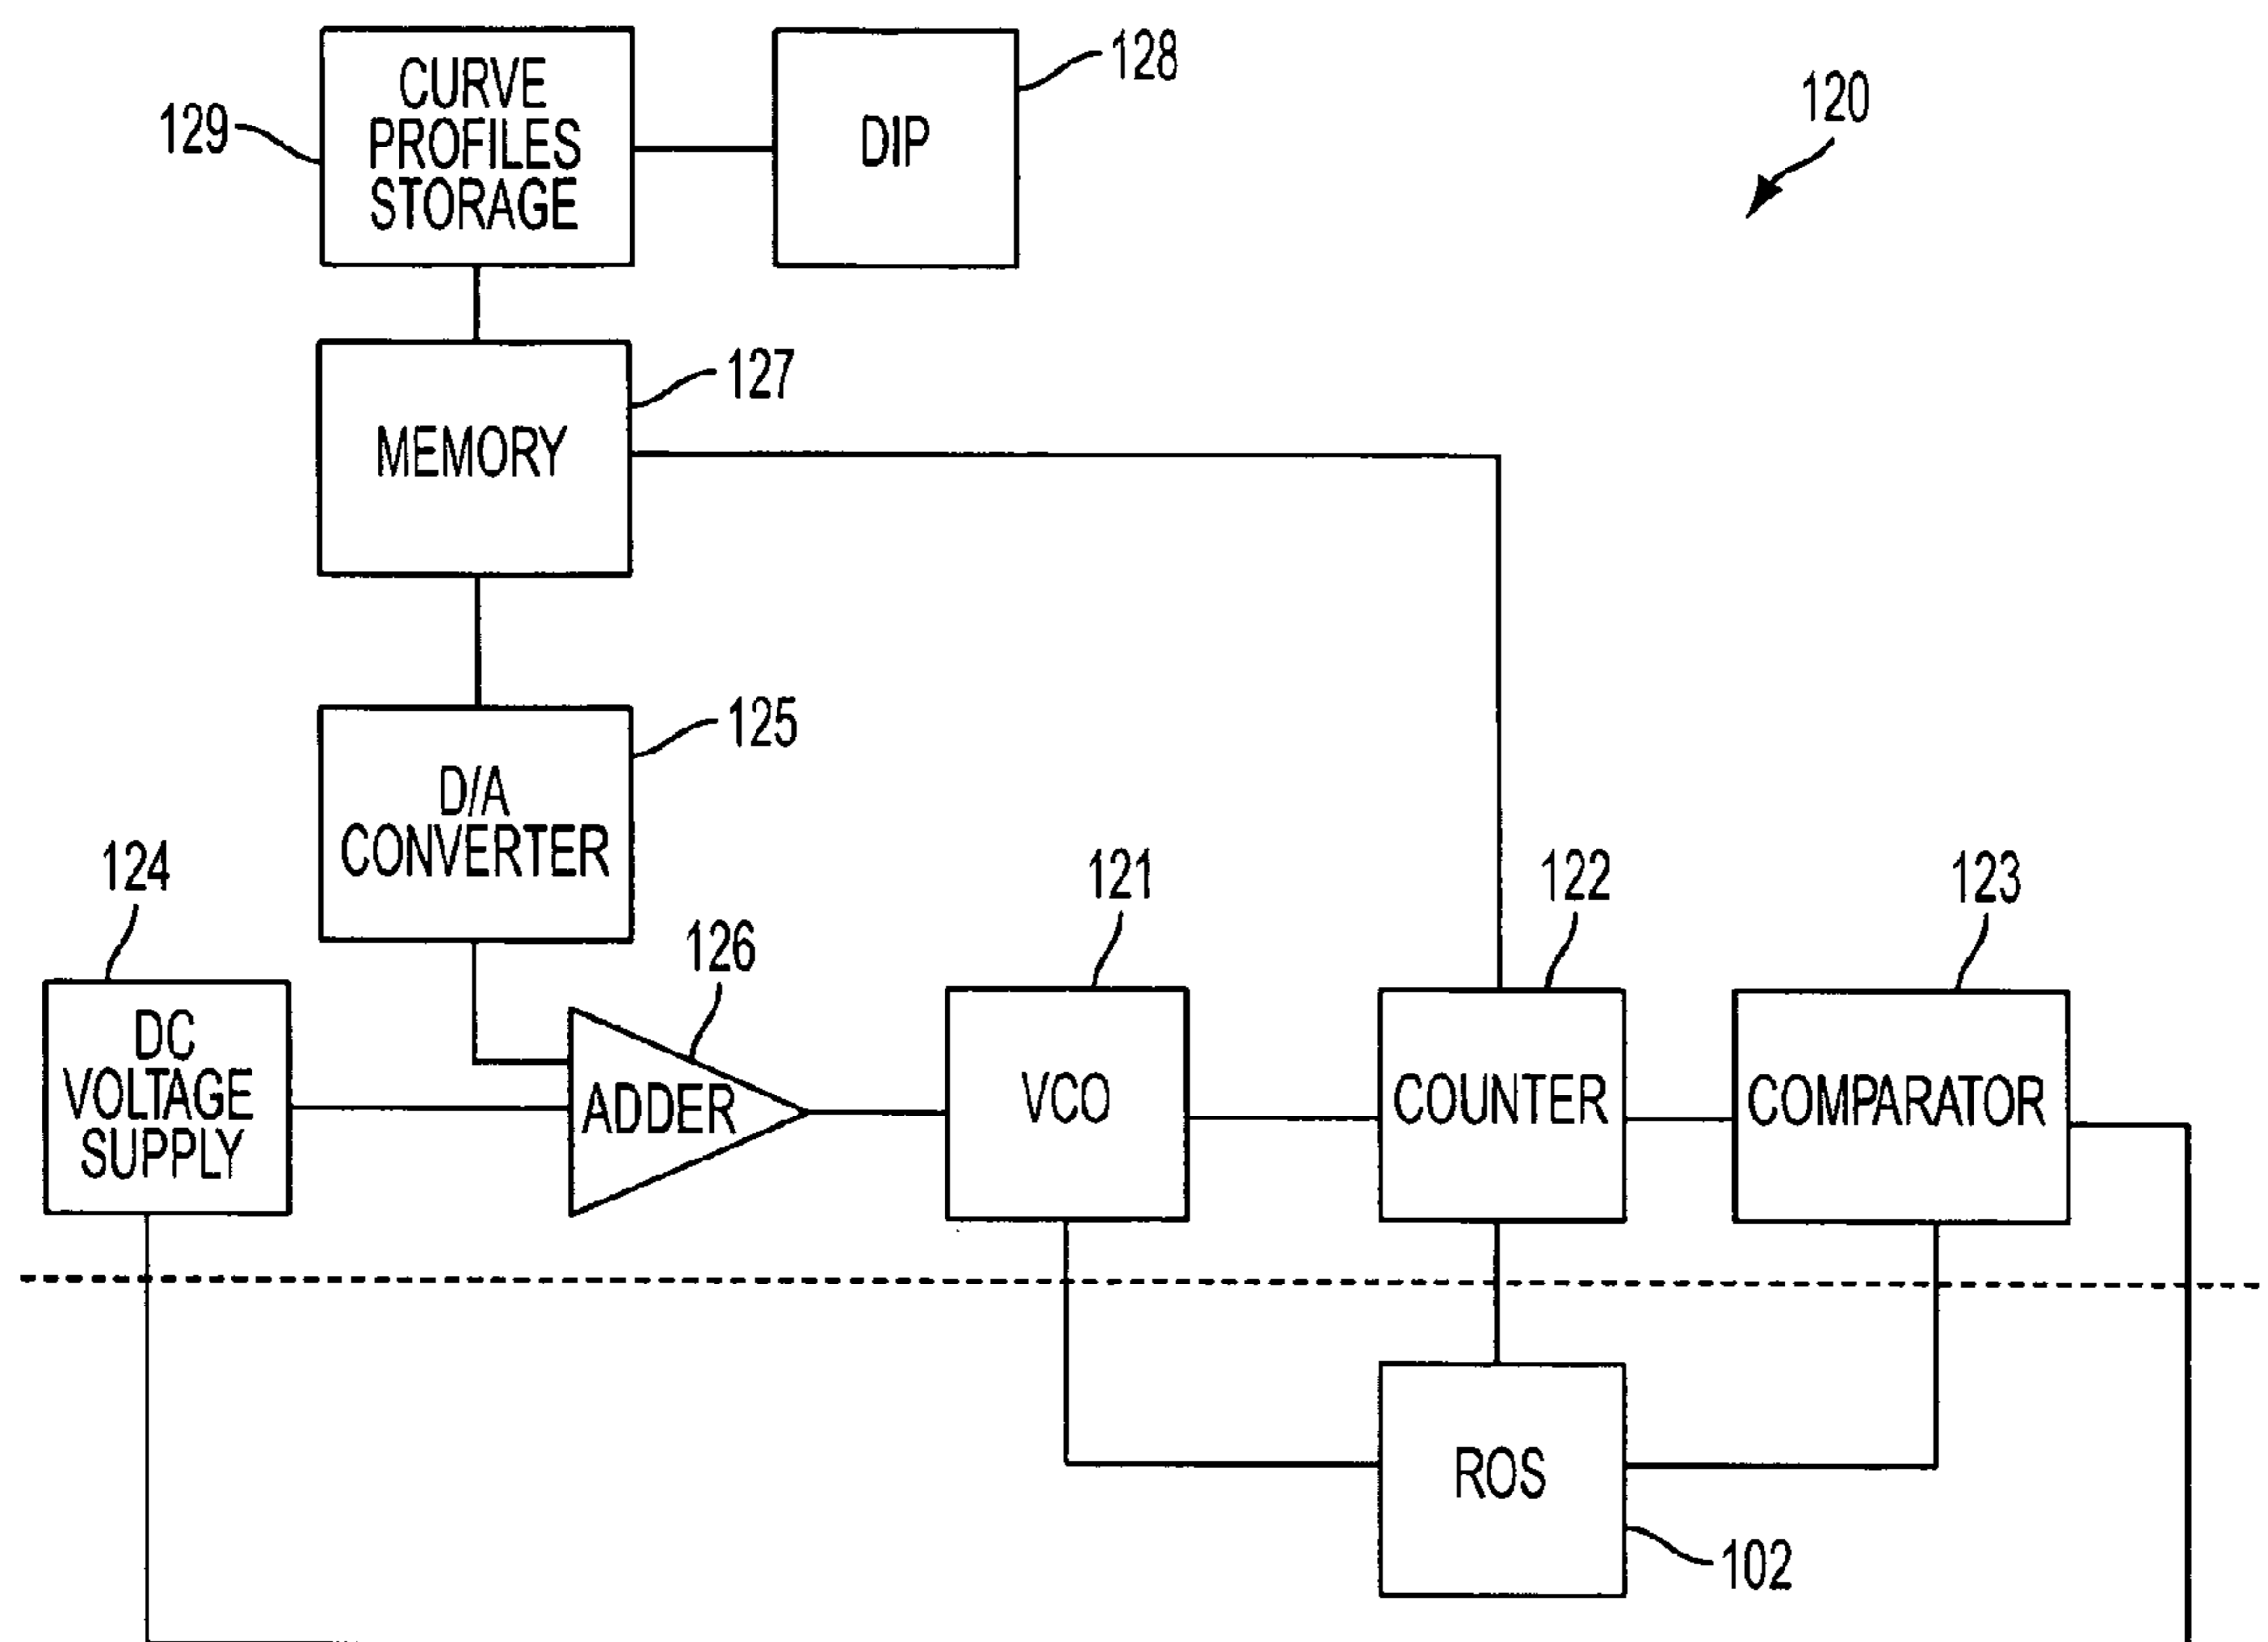 CURVE
PROFILES
STORAGE
129
DIP
128
120
MEMORY
127
D/A
CONVERTER
125
DC
VOLTAGE
SUPPLY
124
ADDER
126
VCO
121
COUNTER
122
COMPARATOR
123
ROS
102